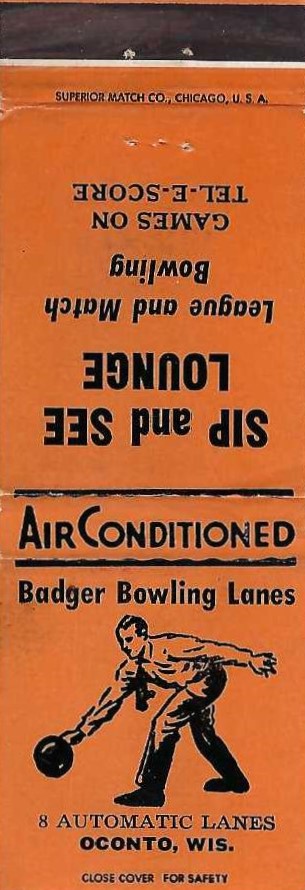 SUPERIOR MATCH CO., CHICAGO, U. S. A.
SIP and SEE
LOUNGE
League and Match
Bowling
GAMES ON
TEL-E-SCORE
AIR CONDITIONED
Badger Bowling Lanes
8 AUTOMATIC LANES
OCONTO, WIS.
CLOSE COVER FOR SAFETY